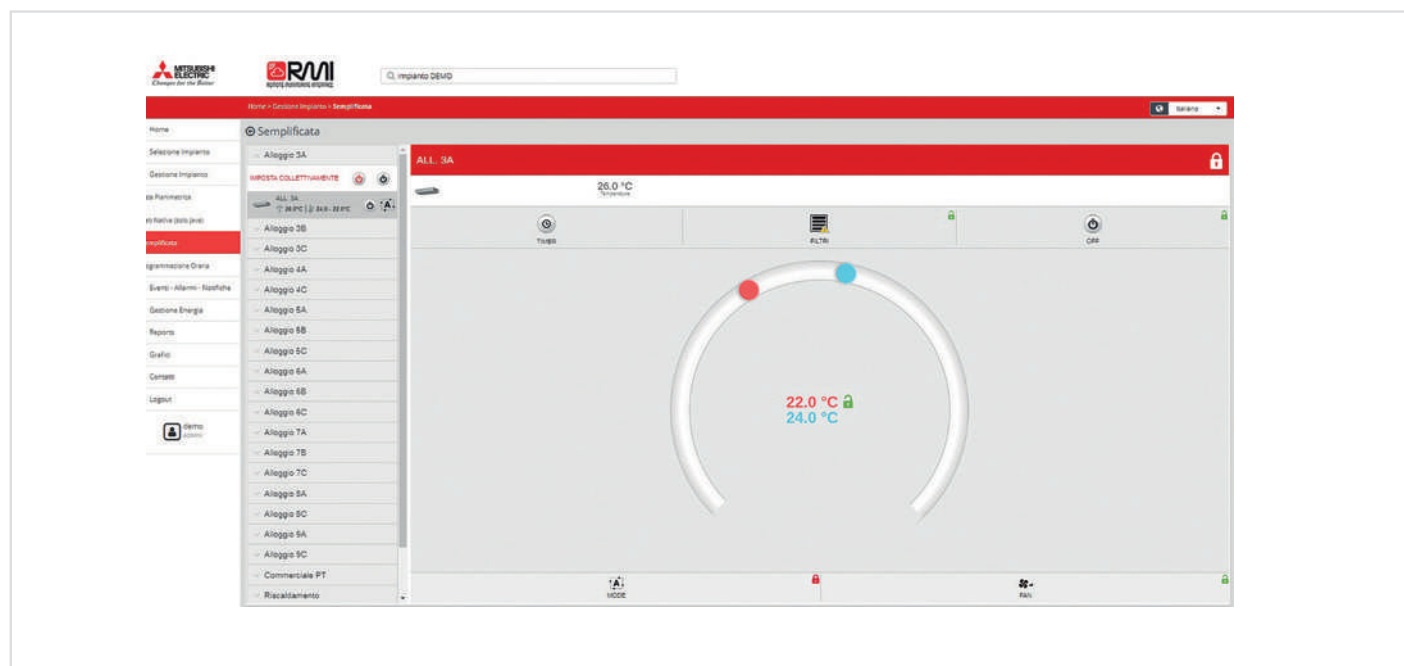 MITSUBISHI
ELECTRIC
Changes for the Better
RMI
impianto DEMO
Home > Gestione Impianto > Semplificata
Italiano
Home
Selezione Impianto
Gestione Impianto
Planimetrica
mplificata
grammazione Oraria
Eventi - Allarmi - Notifiche
Gestione Energia
Reports
Grafici
Contatti
Logout
demo
Semplificata
Alloggio 3A
IMPOSTA COLLETTIVAMENTE
ALL. 3A
Alloggio 3B
Alloggio 3C
Alloggio 4A
Alloggio 4C
Alloggio 5A
Alloggio 5B
Alloggio 5C
Alloggio 6A
Alloggio 6B
Alloggio 6C
Alloggio 7A
Alloggio 7B
Alloggio 7C
Alloggio 8A
Alloggio 8C
Alloggio 9A
Alloggio 9C
Commerciale PT
Riscaldamento
ALL. 3A
26.0 °C
Temperatura
TIMER
FILTRI
OFF
22.0 °C
24.0 °C
A
MODE
FAN